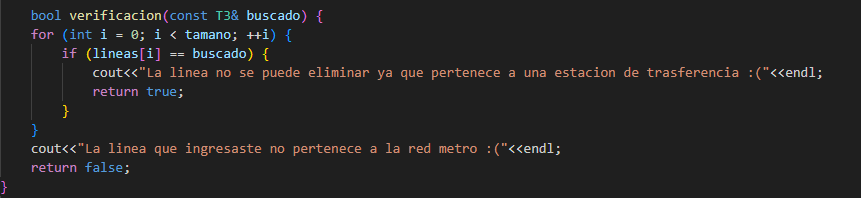 bool verificacion(const T3& buscado) {
for (int i = 0; i < tamano; ++i) {
if (lineas[i] == buscado) {
cout<<"La linea no se puede eliminar ya que pertenece a una estacion de trasferencia :("<<endl;
return true;
}
}
cout<<"La linea que ingresaste no pertenece a la red metro :("<<endl;
return false;
}